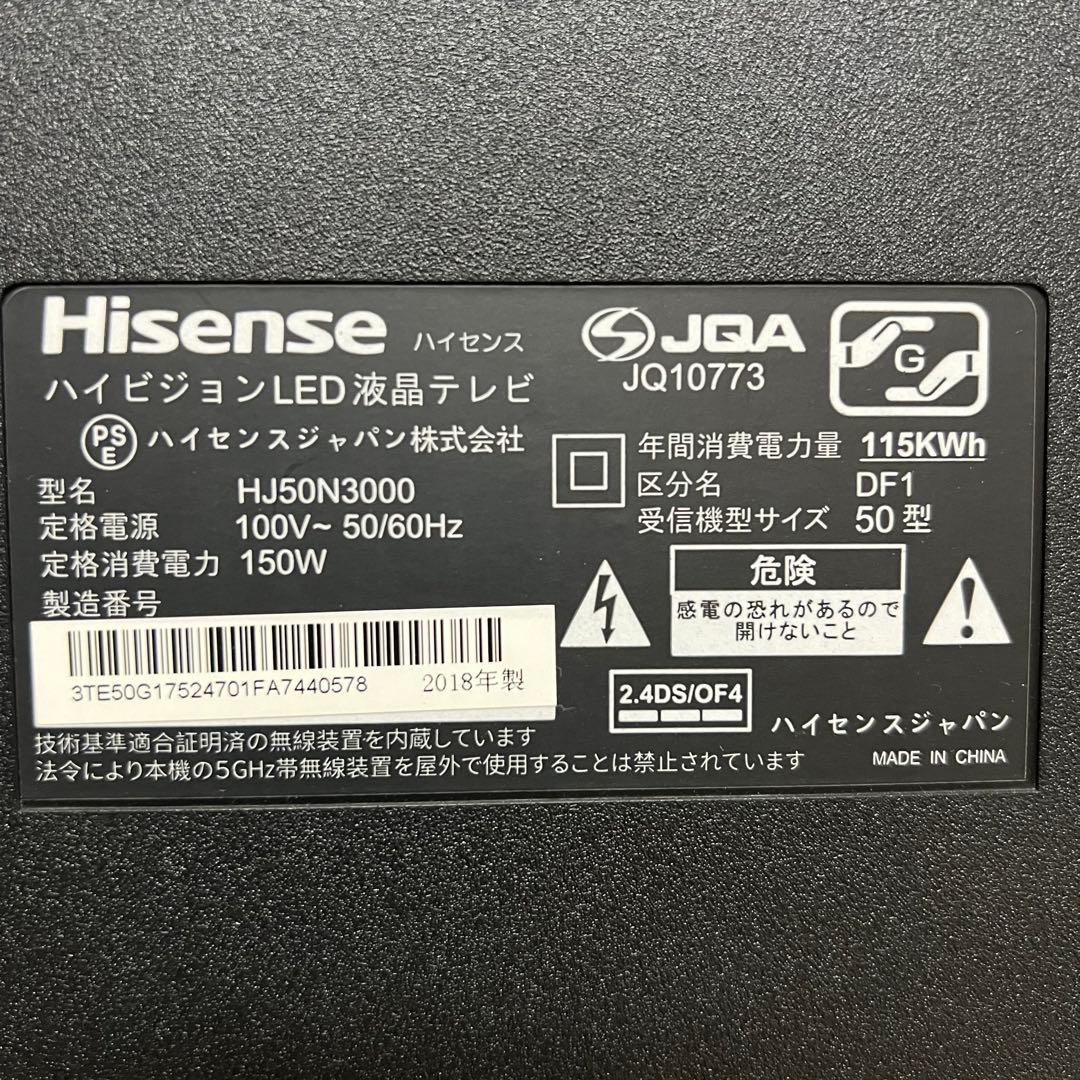 Hisense ハイセンス
ハイビジョンLED液晶テレビ
PSE ハイセンスジャパン株式会社
型名 HJ50N3000
定格電源 100V~ 50/60Hz
定格消費電力 150W
製造番号
3TE50G17524701FA7440578 2018年製
技術基準適合証明済の無線装置を内蔵しています
法令により本機の5GHz帯無線装置を屋外で使用することは禁止されています
JQA
JQ10773
G
年間消費電力量 115KWh
区分名 DF1
受信機型サイズ 50型
危険
感電の恐れがあるので
開けないこと
2.4DS/OF4
ハイセンスジャパン
MADE IN CHINA